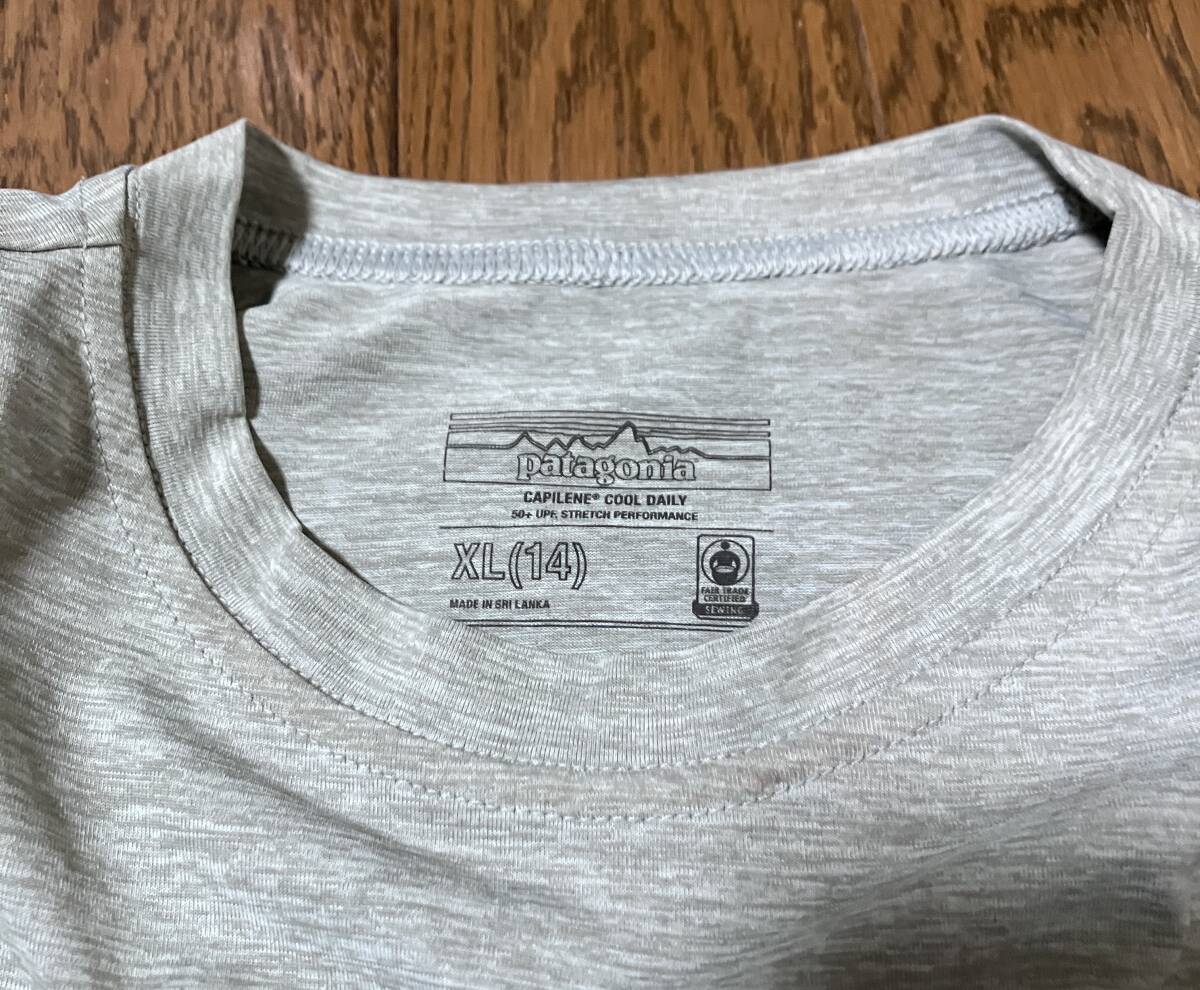 patagonia
CAPILENE® COOL DAILY
50+ UPF, STRETCH PERFORMANCE
XL(14)
MADE IN SRI LANKA
FAIR TRADE
CERTIFIED
SEWING